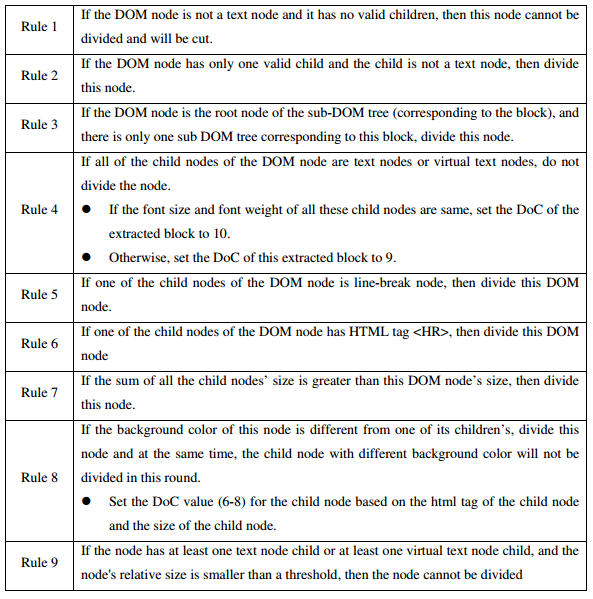 Rule 1
If the DOM node is not a text node and it has no valid children, then this node cannot be
divided and will be cut.
Rule 2
If the DOM node has only one valid child and the child is not a text node, then divide
this node.
Rule 3
If the DOM node is the root node of the sub-DOM tree (corresponding to the block), and
there is only one sub DOM tree corresponding to this block, divide this node.
Rule 4
If all of the child nodes of the DOM node are text nodes or virtual text nodes, do not
divide the node.
● If the font size and font weight of all these child nodes are same, set the DoC of the
extracted block to 10.
● Otherwise, set the DoC of this extracted block to 9.
Rule 5
If one of the child nodes of the DOM node is line-break node, then divide this DOM
node.
Rule 6
If one of the child nodes of the DOM node has HTML tag <HR>, then divide this DOM
node
Rule 7
If the sum of all the child nodes’ size is greater than this DOM node’s size, then divide
this node.
Rule 8
If the background color of this node is different from one of its children’s, divide this
node and at the same time, the child node with different background color will not be
divided in this round.
● Set the DoC value (6-8) for the child node based on the html tag of the child node
and the size of the child node.
Rule 9
If the node has at least one text node child or at least one virtual text node child, and the
node's relative size is smaller than a threshold, then the node cannot be divided